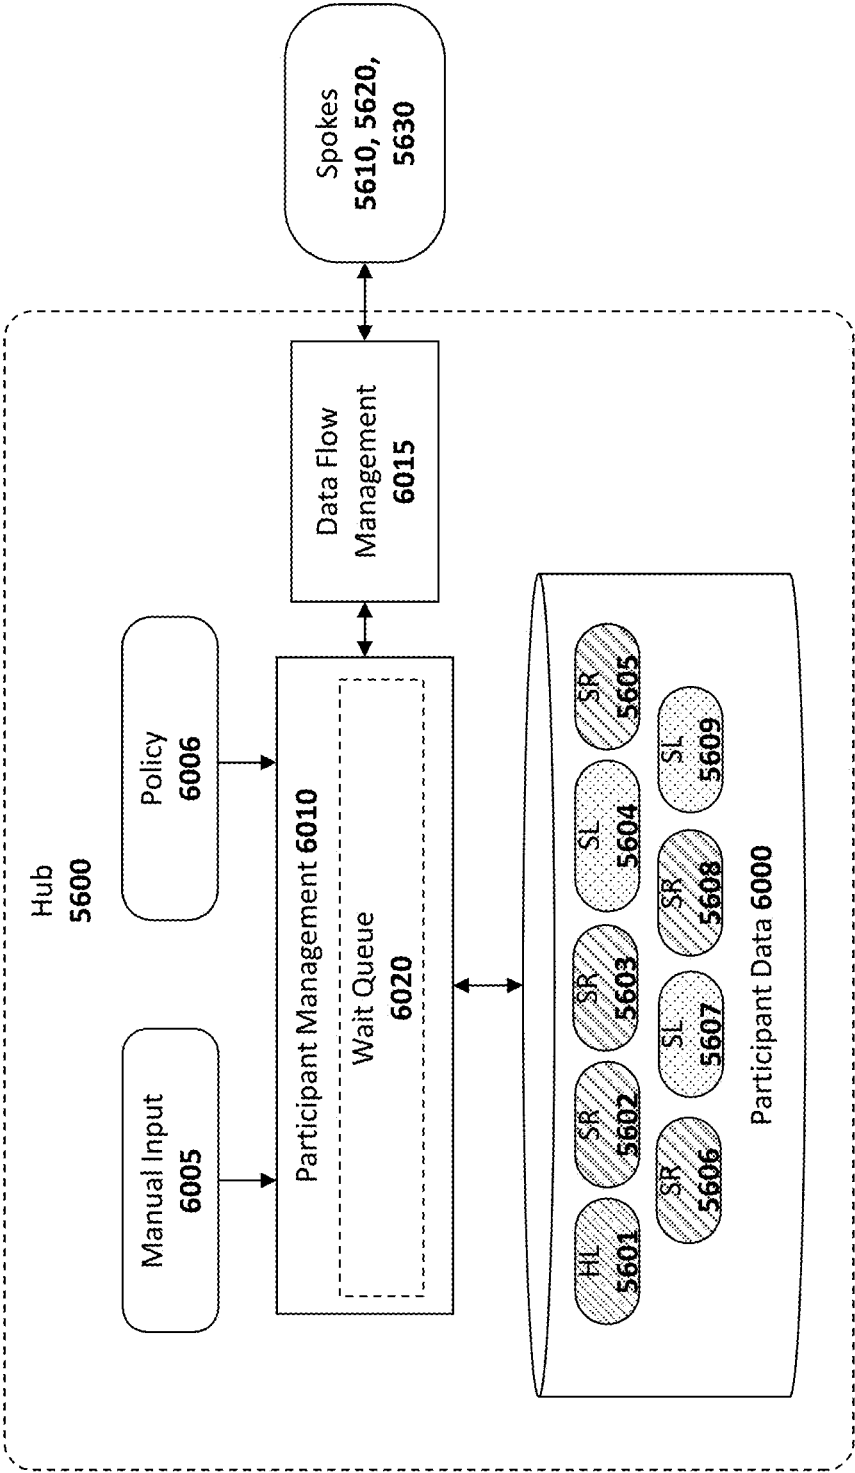 Hub
5600
Manual Input
6005
Policy
6006
Participant Management 6010
Wait Queue
6020
Data Flow
Management
6015
Spokes
5610, 5620,
5630
HL
5601
SR
5602
SR
5603
SL
5604
SR
5605
SR
5606
SL
5607
SR
5608
SL
5609
Participant Data 6000